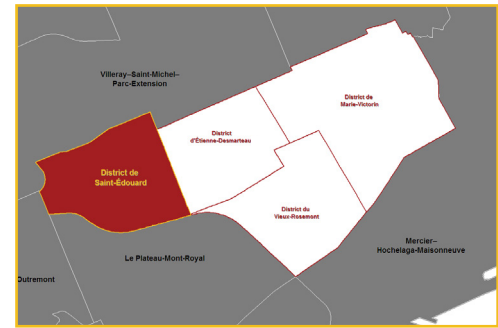 Villeray–Saint-Michel–
Parc-Extension
District de
Marie-Victorin
District
d'Étienne-Desmarteau
District de
Saint-Édouard
District du
Vieux-Rosemont
Mercier–
Hochelaga-Maisonneuve
Le Plateau-Mont-Royal
Outremont